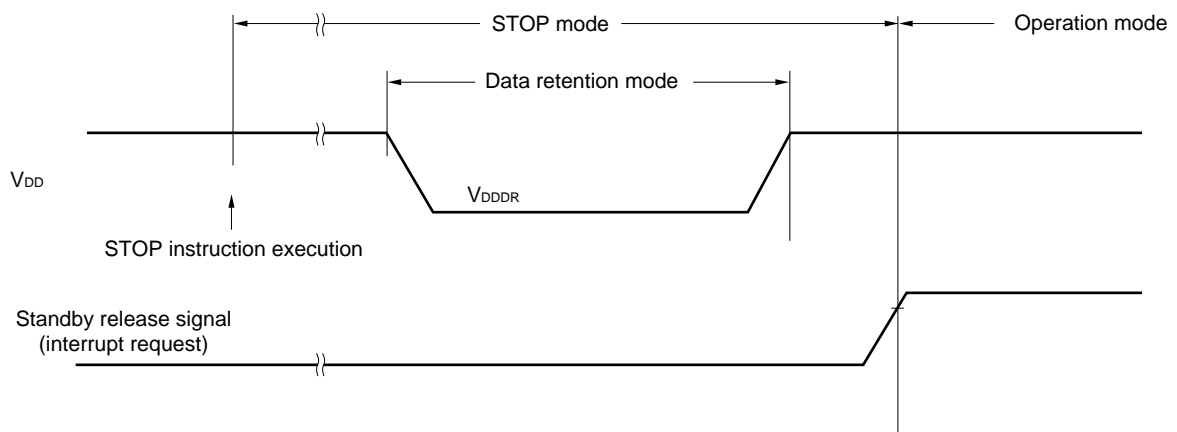 STOP mode
Operation mode
Data retention mode
VDD
VDDDR
STOP instruction execution
Standby release signal
(interrupt request)